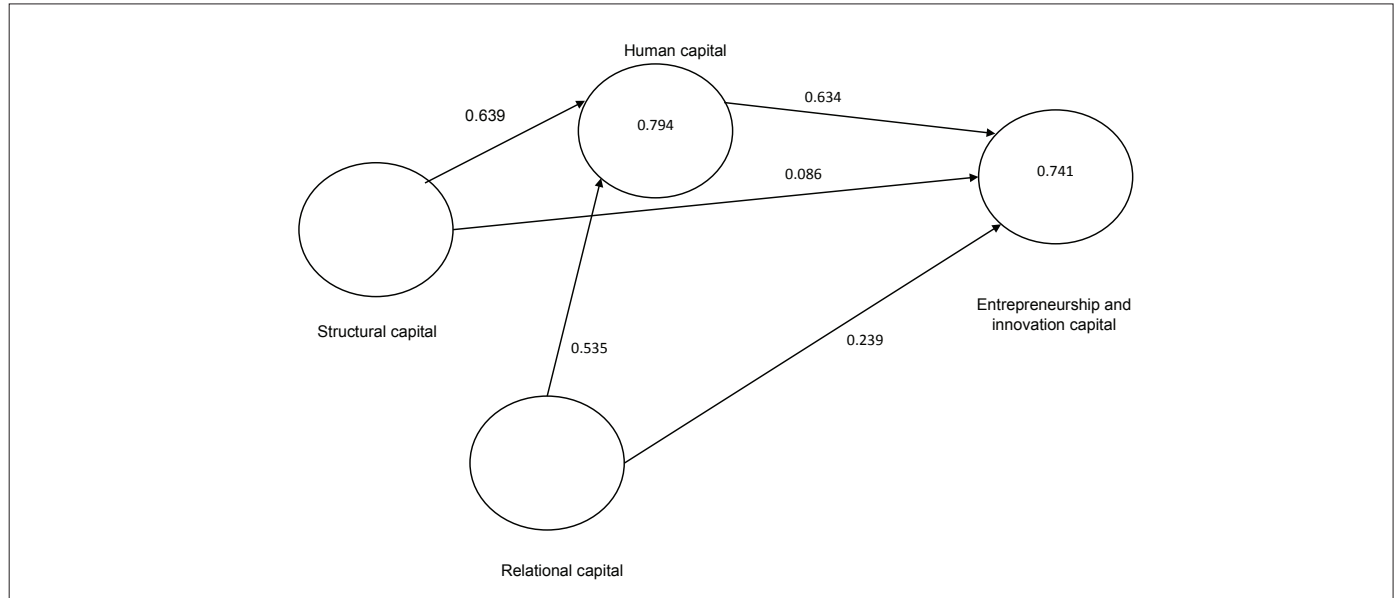 Human capital
0.639
0.634
0.794
0.741
0.086
Structural capital
Entrepreneurship and
innovation capital
0.535
0.239
Relational capital